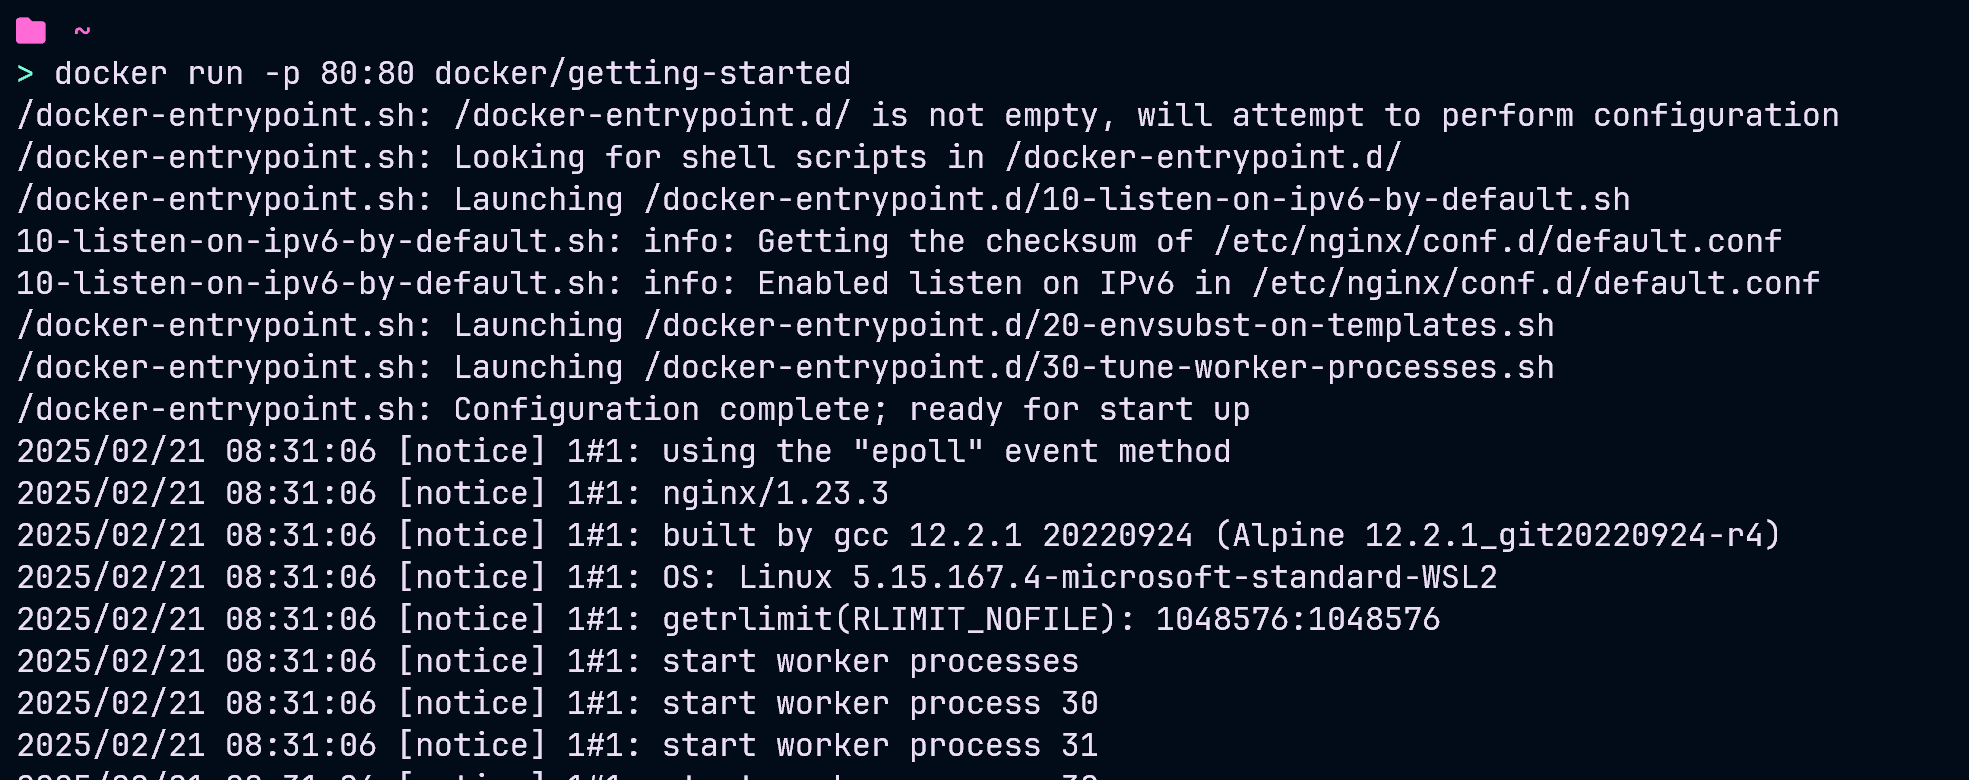 ~
> docker run -p 80:80 docker/getting-started
/docker-entrypoint.sh: /docker-entrypoint.d/ is not empty, will attempt to perform configuration
/docker-entrypoint.sh: Looking for shell scripts in /docker-entrypoint.d/
/docker-entrypoint.sh: Launching /docker-entrypoint.d/10-listen-on-ipv6-by-default.sh
10-listen-on-ipv6-by-default.sh: info: Getting the checksum of /etc/nginx/conf.d/default.conf
10-listen-on-ipv6-by-default.sh: info: Enabled listen on IPv6 in /etc/nginx/conf.d/default.conf
/docker-entrypoint.sh: Launching /docker-entrypoint.d/20-envsubst-on-templates.sh
/docker-entrypoint.sh: Launching /docker-entrypoint.d/30-tune-worker-processes.sh
/docker-entrypoint.sh: Configuration complete; ready for start up
2025/02/21 08:31:06 [notice] 1#1: using the "epoll" event method
2025/02/21 08:31:06 [notice] 1#1: nginx/1.23.3
2025/02/21 08:31:06 [notice] 1#1: built by gcc 12.2.1 20220924 (Alpine 12.2.1_git20220924-r4)
2025/02/21 08:31:06 [notice] 1#1: OS: Linux 5.15.167.4-microsoft-standard-WSL2
2025/02/21 08:31:06 [notice] 1#1: getrlimit(RLIMIT_NOFILE): 1048576:1048576
2025/02/21 08:31:06 [notice] 1#1: start worker processes
2025/02/21 08:31:06 [notice] 1#1: start worker process 30
2025/02/21 08:31:06 [notice] 1#1: start worker process 31